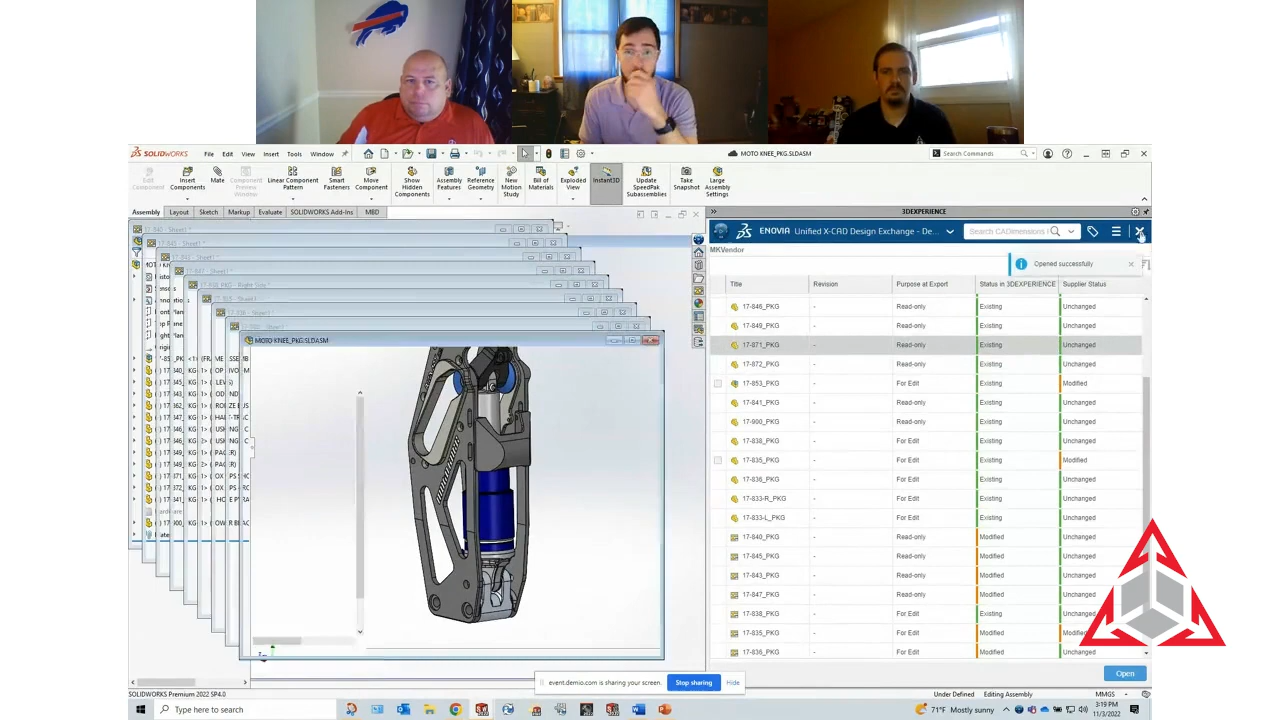 SOLIDWORKS File Edit View Insert Tools Window MOTO KNEE_PKG.SLDASM Search Commands
Edit Component Insert Components Mate Component Preview Window Linear Component Pattern Smart Fasteners Move Component Show Hidden Components Assembly Features Reference Geometry New Motion Study Bill of Materials Exploded View Instant3D Update SpeedPak Subassemblies Take Snapshot Large Assembly Settings
Assembly Layout Sketch Markup Evaluate SOLIDWORKS Add-Ins MBD
3DEXPERIENCE
ENOVIA Unified X-CAD Design Exchange - De...
MKVendor
Opened successfully
Title Revision Purpose at Export Status in 3DEXPERIENCE Supplier Status
17-846_PKG - Read-only Existing Unchanged
17-849_PKG - Read-only Existing Unchanged
17-871_PKG - Read-only Existing Unchanged
17-872_PKG - Read-only Existing Unchanged
17-853_PKG - For Edit Existing Modified
17-841_PKG - Read-only Existing Unchanged
17-900_PKG - Read-only Existing Unchanged
17-838_PKG - For Edit Existing Unchanged
17-835_PKG - For Edit Existing Modified
17-836_PKG - For Edit Existing Unchanged
17-833-R_PKG - For Edit Existing Unchanged
17-833-L_PKG - For Edit Existing Unchanged
17-840_PKG - Read-only Modified Unchanged
17-845_PKG - Read-only Modified Unchanged
17-843_PKG - Read-only Modified Unchanged
17-847_PKG - Read-only Modified Unchanged
17-838_PKG - For Edit Existing Unchanged
17-835_PKG - For Edit Modified Modified
17-836_PKG - For Edit Modified Unchanged
Open
MOTO KNEE_PKG.SLDASM
event.demio.com is sharing your screen. Stop sharing Hide
SOLIDWORKS Premium 2022 SP4.0 Under Defined Editing Assembly MMGS
Type here to search 71°F Mostly sunny 3:19 PM
11/3/2022